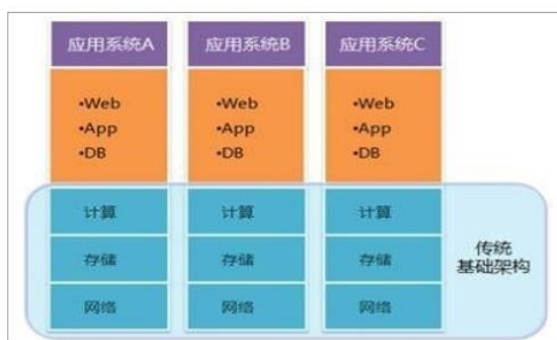 应用系统A
应用系统B
应用系统C
•Web
•App
•DB
•Web
•App
•DB
•Web
•App
•DB
计算
计算
计算
存储
存储
存储
网络
网络
网络
传统
基础架构